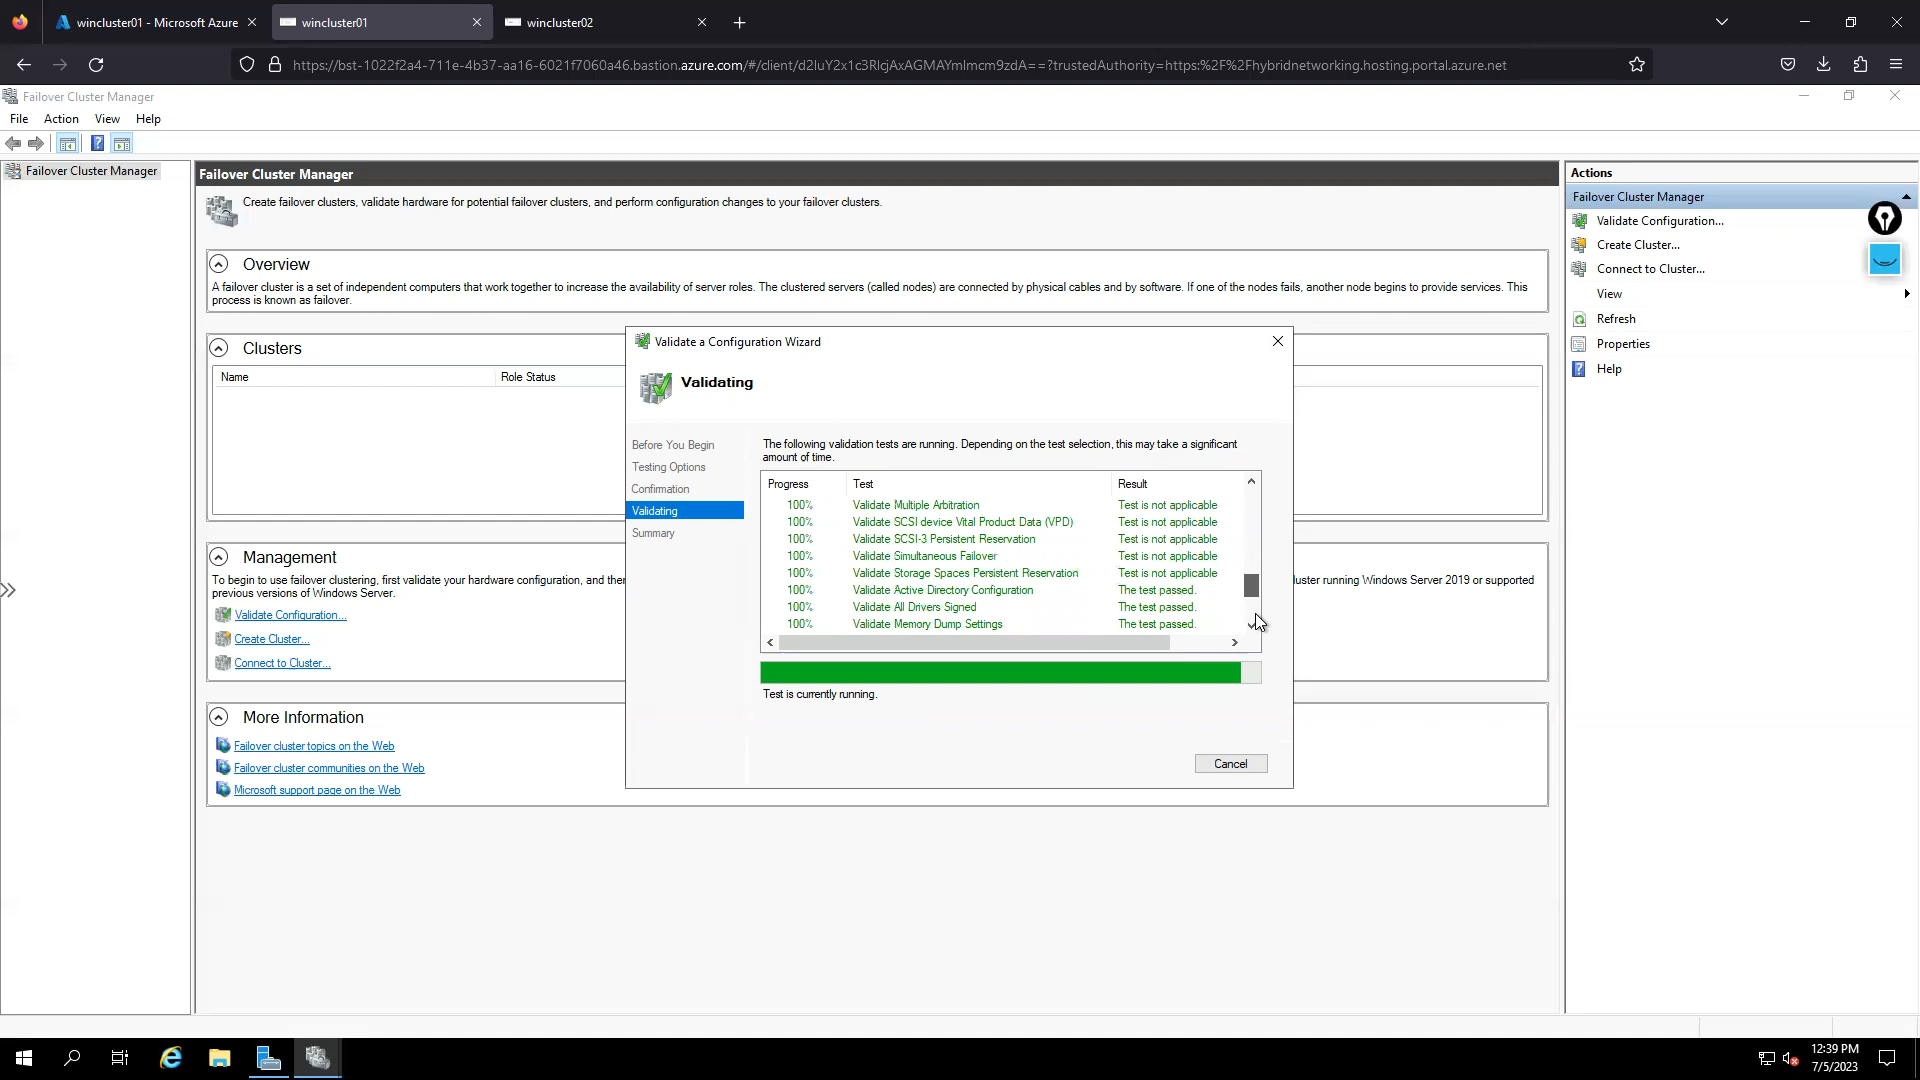 wincluster01 - Microsoft Azure
wincluster01
wincluster02
https://bst-1022f2a4-711e-4b37-aa16-6021f7060a46.bastion.azure.com/#/client/d2luY2x1c3RlcjAxAGMAYmlmcm9zdA==?trustedAuthority=https:%2F%2Fhybridnetworking.hosting.portal.azure.net
Failover Cluster Manager
File Action View Help
Failover Cluster Manager
Failover Cluster Manager
Create failover clusters, validate hardware for potential failover clusters, and perform configuration changes to your failover clusters.
Overview
A failover cluster is a set of independent computers that work together to increase the availability of server roles. The clustered servers (called nodes) are connected by physical cables and by software. If one of the nodes fails, another node begins to provide services. This
process is known as failover.
Clusters
Name Role Status
Management
To begin to use failover clustering, first validate your hardware configuration, and then
luster running Windows Server 2019 or supported
previous versions of Windows Server.
Validate Configuration...
Create Cluster...
Connect to Cluster...
More Information
Failover cluster topics on the Web
Failover cluster communities on the Web
Microsoft support page on the Web
Validate a Configuration Wizard
Validating
Before You Begin
Testing Options
Confirmation
Validating
Summary
The following validation tests are running. Depending on the test selection, this may take a significant
amount of time.
Progress Test Result
100% Validate Multiple Arbitration Test is not applicable
100% Validate SCSI device Vital Product Data (VPD) Test is not applicable
100% Validate SCSI-3 Persistent Reservation Test is not applicable
100% Validate Simultaneous Failover Test is not applicable
100% Validate Storage Spaces Persistent Reservation Test is not applicable
100% Validate Active Directory Configuration The test passed.
100% Validate All Drivers Signed The test passed.
100% Validate Memory Dump Settings The test passed.
Test is currently running.
Cancel
Actions
Failover Cluster Manager
Validate Configuration...
Create Cluster...
Connect to Cluster...
View
Refresh
Properties
Help
12:39 PM
7/5/2023